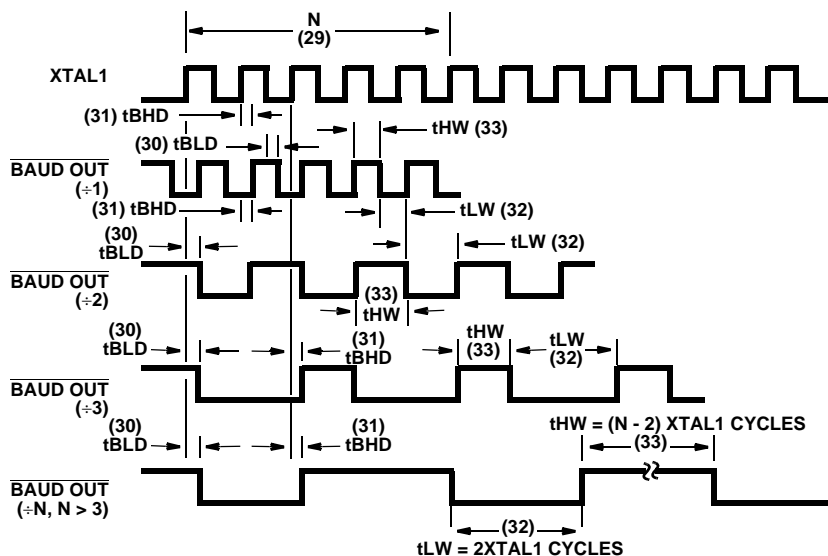 N
(29)
XTAL1
(31) tBHD
(30) tBLD
tHW (33)
BAUD OUT
(÷1)
(31) tBHD
tLW (32)
(30)
tBLD
tLW (32)
BAUD OUT
(÷2)
(33)
tHW
(30)
tBLD
(31)
tBHD
tHW
(33)
tLW
(32)
BAUD OUT
(÷3)
(30)
tBLD
(31)
tBHD
tHW = (N - 2) XTAL1 CYCLES
(33)
BAUD OUT
(÷N, N > 3)
(32)
tLW = 2XTAL1 CYCLES